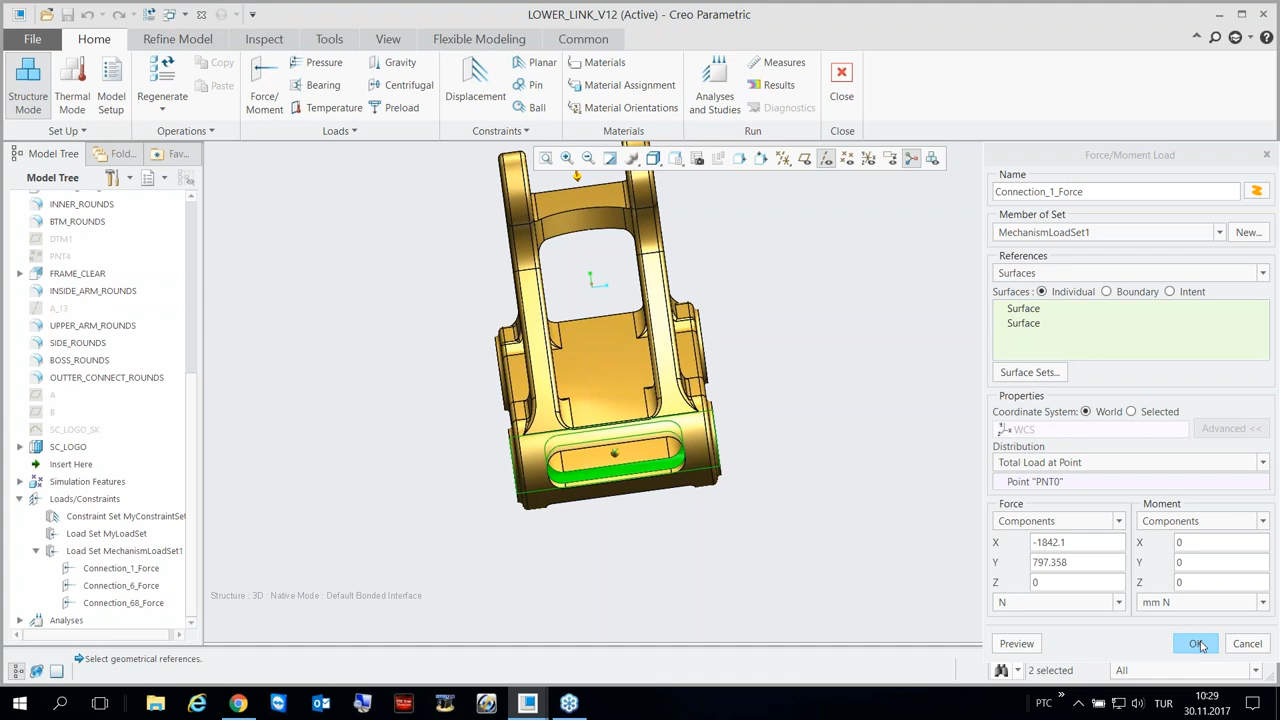 LOWER_LINK_V12 (Active) - Creo Parametric
File Home Refine Model Inspect Tools View Flexible Modeling Common
Structure Mode
Thermal Mode
Model Setup
Regenerate
Copy
Paste
Force/ Moment
Pressure
Bearing
Temperature
Gravity
Centrifugal
Preload
Displacement
Planar
Pin
Ball
Materials
Material Assignment
Material Orientations
Analyses and Studies
Measures
Results
Diagnostics
Close
Set Up Operations Loads Constraints Materials Run Close
Model Tree Fold... Fav...
Model Tree
INNER_ROUNDS
BTM_ROUNDS
DTM1
PNT4
FRAME_CLEAR
INSIDE_ARM_ROUNDS
A_13
UPPER_ARM_ROUNDS
SIDE_ROUNDS
BOSS_ROUNDS
OUTTER_CONNECT_ROUNDS
A
B
SC_LOGO_SK
SC_LOGO
Insert Here
Simulation Features
Loads/Constraints
Constraint Set MyConstraintSet
Load Set MyLoadSet
Load Set MechanismLoadSet1
Connection_1_Force
Connection_6_Force
Connection_68_Force
Analyses
Structure : 3D : Native Mode : Default Bonded Interface
Force/Moment Load
Name
Connection_1_Force
Member of Set
MechanismLoadSet1 New...
References
Surfaces
Surfaces : Individual Boundary Intent
Surface
Surface
Surface Sets...
Properties
Coordinate System: World Selected
WCS Advanced <<
Distribution
Total Load at Point
Point "PNT0"
Force Moment
Components Components
X -1842.1 X 0
Y 797.358 Y 0
Z 0 Z 0
N mm N
Preview OK Cancel
Select geometrical references.
2 selected All
PTC TUR 10:29
30.11.2017